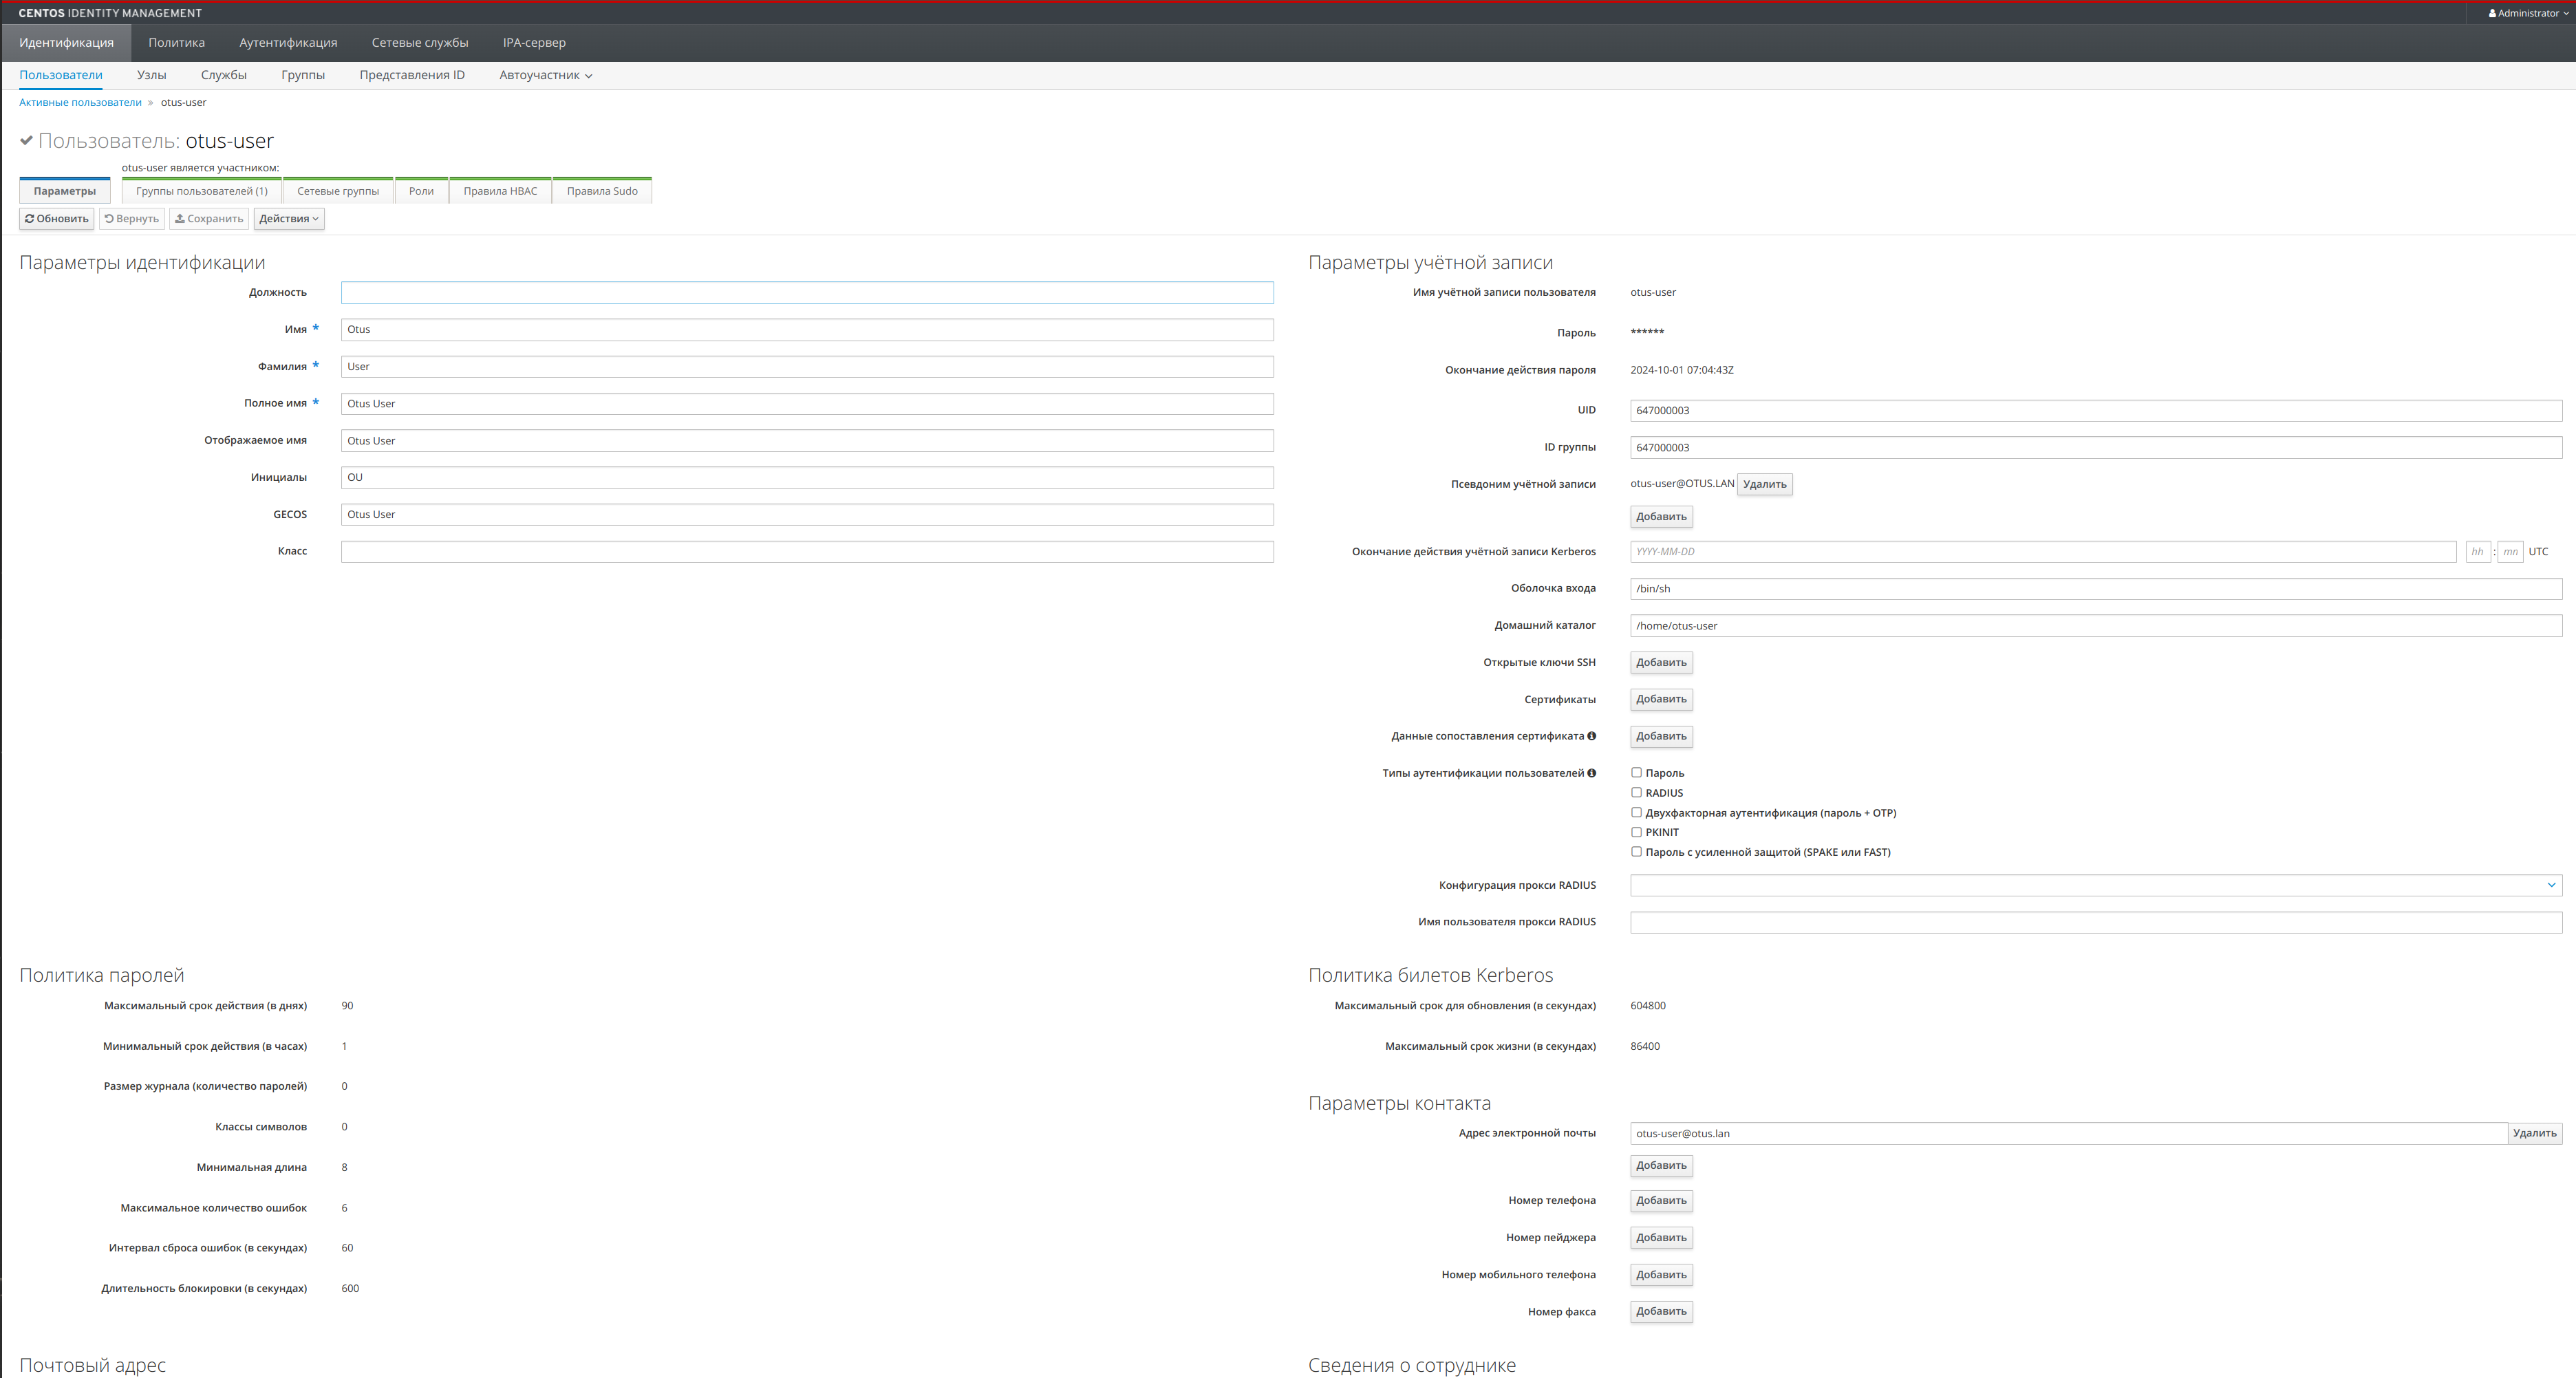 CENTOS IDENTITY MANAGEMENT
Administrator
Идентификация Политика Аутентификация Сетевые службы IPA-сервер
Пользователи Узлы Службы Группы Представления ID Автоучастник
Активные пользователи » otus-user
Пользователь: otus-user
otus-user является участником:
Параметры Группы пользователей (1) Сетевые группы Роли Правила HBAC Правила Sudo
Обновить Вернуть Сохранить Действия
Параметры идентификации
Должность
Имя * Otus
Фамилия * User
Полное имя * Otus User
Отображаемое имя Otus User
Инициалы OU
GECOS Otus User
Класс
Параметры учётной записи
Имя учётной записи пользователя otus-user
Пароль ******
Окончание действия пароля 2024-10-01 07:04:43Z
UID 647000003
ID группы 647000003
Псевдоним учётной записи otus-user@OTUS.LAN Удалить
Добавить
Окончание действия учётной записи Kerberos YYYY-MM-DD hh : mn UTC
Оболочка входа /bin/sh
Домашний каталог /home/otus-user
Открытые ключи SSH Добавить
Сертификаты Добавить
Данные сопоставления сертификата Добавить
Типы аутентификации пользователей Пароль
RADIUS
Двухфакторная аутентификация (пароль + OTP)
PKINIT
Пароль с усиленной защитой (SPAKE или FAST)
Конфигурация прокси RADIUS
Имя пользователя прокси RADIUS
Политика паролей
Максимальный срок действия (в днях) 90
Минимальный срок действия (в часах) 1
Размер журнала (количество паролей) 0
Классы символов 0
Минимальная длина 8
Максимальное количество ошибок 6
Интервал сброса ошибок (в секундах) 60
Длительность блокировки (в секундах) 600
Политика билетов Kerberos
Максимальный срок для обновления (в секундах) 604800
Максимальный срок жизни (в секундах) 86400
Параметры контакта
Адрес электронной почты otus-user@otus.lan Удалить
Добавить
Номер телефона Добавить
Номер пейджера Добавить
Номер мобильного телефона Добавить
Номер факса Добавить
Почтовый адрес
Сведения о сотруднике